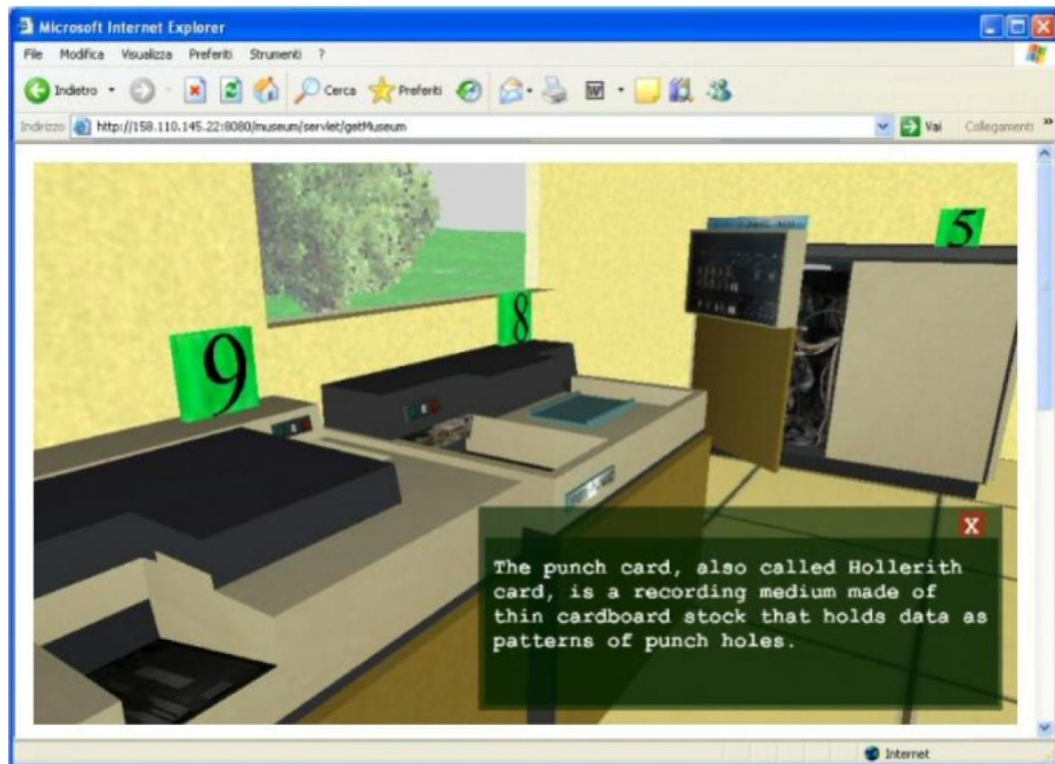 Microsoft Internet Explorer
File Modifica Visualizza Preferiti Strumenti ?
Indietro Cerca Preferiti
Indirizzo http://158.110.145.22:8080/museum/servlet/getMuseum Vai Collegamenti »
5
8
9
X
The punch card, also called Hollerith
card, is a recording medium made of
thin cardboard stock that holds data as
patterns of punch holes.
Internet